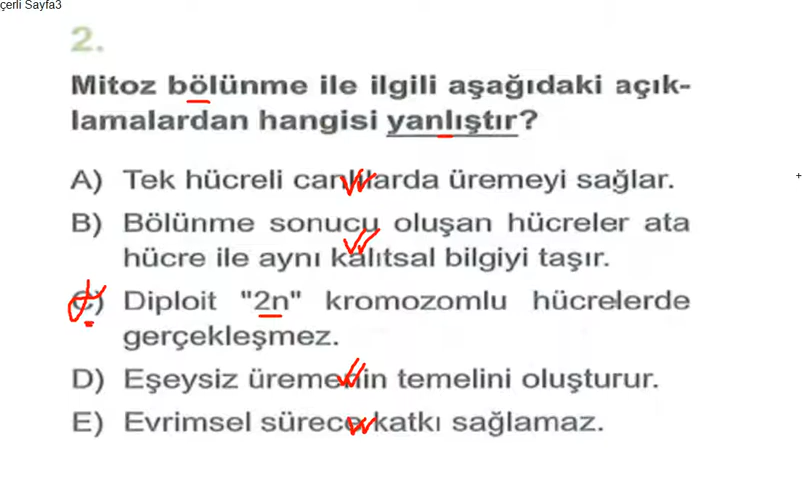 çerli Sayfa3
2.
Mitoz bölünme ile ilgili aşağıdaki açık-
lamalardan hangisi yanlıştır?
A) Tek hücreli canlılarda üremeyi sağlar.
B) Bölünme sonucu oluşan hücreler ata
hücre ile aynı kalıtsal bilgiyi taşır.
C) Diploit "2n" kromozomlu hücrelerde
gerçekleşmez.
D) Eşeysiz üremenin temelini oluşturur.
E) Evrimsel sürece katkı sağlamaz.